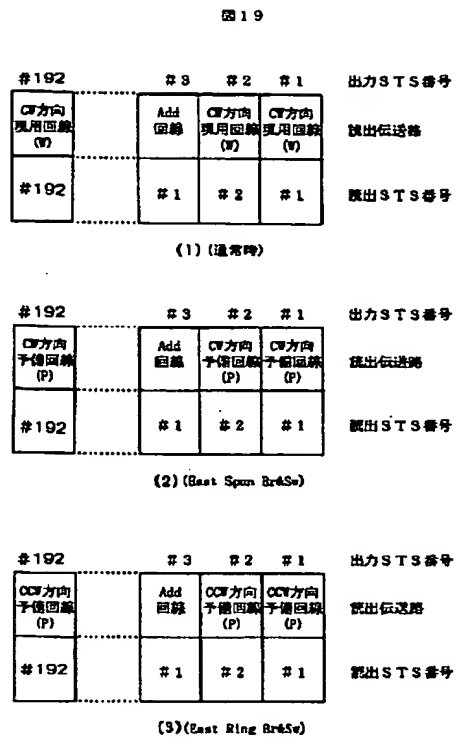 図19
#192 #3 #2 #1 出力STS番号
CW方向 現用回線 (W) Add 回線 CW方向 現用回線 (W) CW方向 現用回線 (W) 読出伝送路
#192 #1 #2 #1 読出STS番号
(1)(通常時)
#192 #3 #2 #1 出力STS番号
CW方向 予備回線 (P) Add 回線 CW方向 予備回線 (P) CW方向 予備回線 (P) 読出伝送路
#192 #1 #2 #1 読出STS番号
(2)(East Span Br&Sw)
#192 #3 #2 #1 出力STS番号
CCW方向 予備回線 (P) Add 回線 CCW方向 予備回線 (P) CCW方向 予備回線 (P) 読出伝送路
#192 #1 #2 #1 読出STS番号
(3)(East Ring Br&Sw)